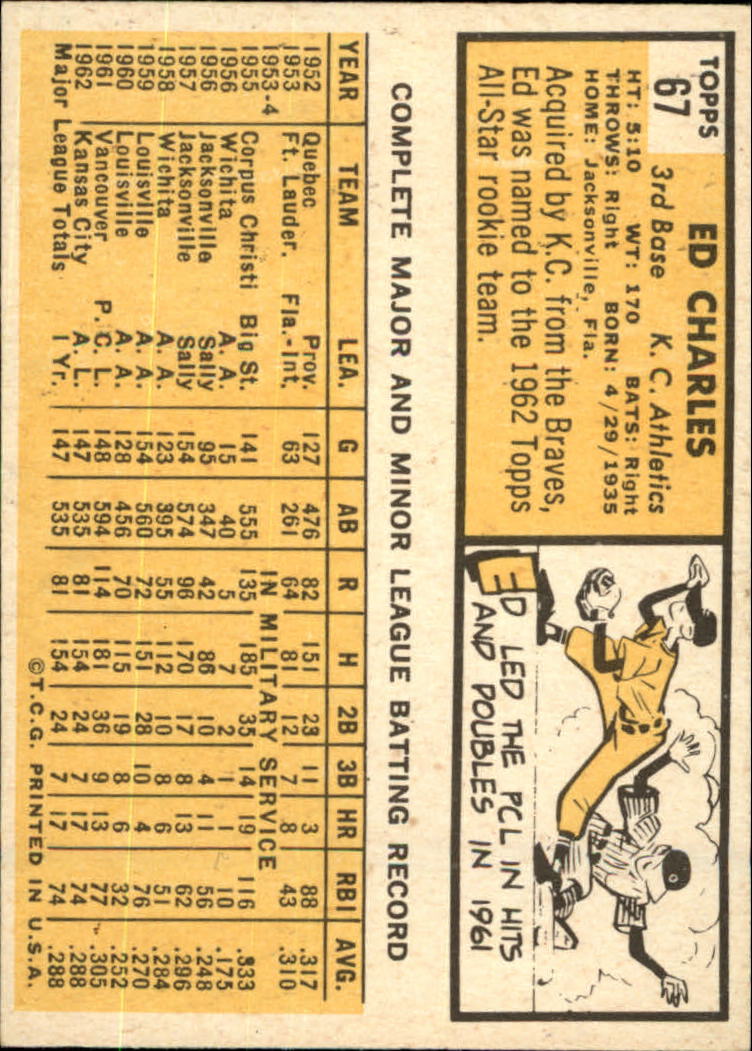 TOPPS
67
ED CHARLES
3rd Base K. C. Athletics
HT: 5:10 WT: 170 BATS: Right
THROWS: Right BORN: 4/29/1935
HOME: Jacksonville, Fla.
Acquired by K.C. from the Braves,
Ed was named to the 1962 Topps
All-Star rookie team.
ED LED THE PCL IN HITS
AND DOUBLES IN 1961
COMPLETE MAJOR AND MINOR LEAGUE BATTING RECORD
YEAR TEAM LEA. G AB R H 2B 3B HR RBI AVG.
1952 Quebec Prov. 127 476 82 151 23 11 3 88 .317
1953 Ft. Lauder. Fla.-Int. 63 261 64 81 12 7 8 43 .310
1953-4 IN MILITARY SERVICE
1955 Corpus Christi Big St. 141 555 135 185 35 14 19 116 .333
1956 Wichita A. A. 15 40 5 7 2 1 1 10 .175
1956 Jacksonville Sally 95 347 42 86 10 4 11 56 .248
1957 Jacksonville Sally 154 574 96 170 17 8 13 62 .296
1958 Wichita A. A. 123 395 55 112 10 8 6 51 .284
1959 Louisville A. A. 154 560 72 151 28 10 4 76 .270
1960 Louisville A. A. 128 456 70 115 19 8 6 32 .252
1961 Vancouver P. C. L. 148 594 114 181 36 9 13 77 .305
1962 Kansas City A. L. 147 535 81 154 24 7 17 74 .288
Major League Totals 1 Yr. 147 535 81 154 24 7 17 74 .288
©T.C.G. PRINTED IN U.S.A.